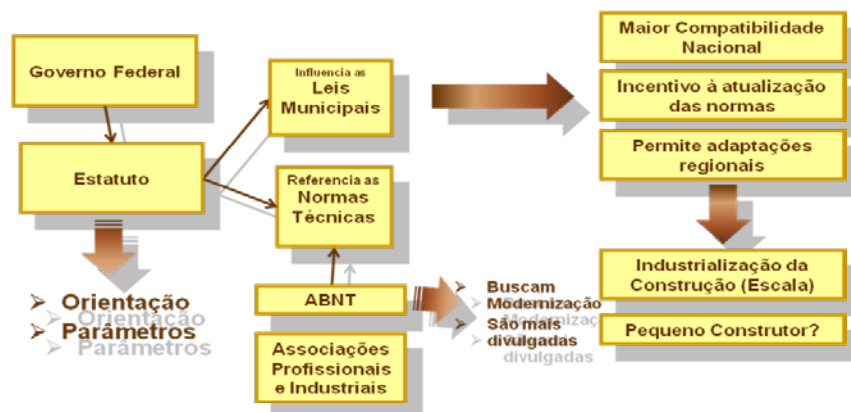 Governo Federal
Estatuto
Orientação
Parâmetros
Influencia as
Leis
Municipais
Referencia as
Normas
Técnicas
ABNT
Associações
Profissionais
e Industriais
Buscam
Modernização
São mais
divulgadas
Maior Compatibilidade
Nacional
Incentivo à atualização
das normas
Permite adaptações
regionais
Industrialização da
Construção (Escala)
Pequeno Construtor?